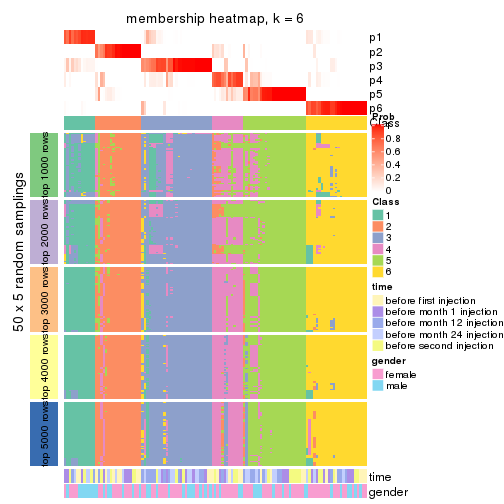 membership heatmap, k = 6
p1
p2
p3
p4
p5
p6
Class
50 x 5 random samplings
top 1000 rows
top 2000 rows
top 3000 rows
top 4000 rows
top 5000 rows
time
gender
Prob
1
0.8
0.6
0.4
0.2
0
Class
1
2
3
4
5
6
time
before first injection
before month 1 injection
before month 12 injection
before month 24 injection
before second injection
gender
female
male